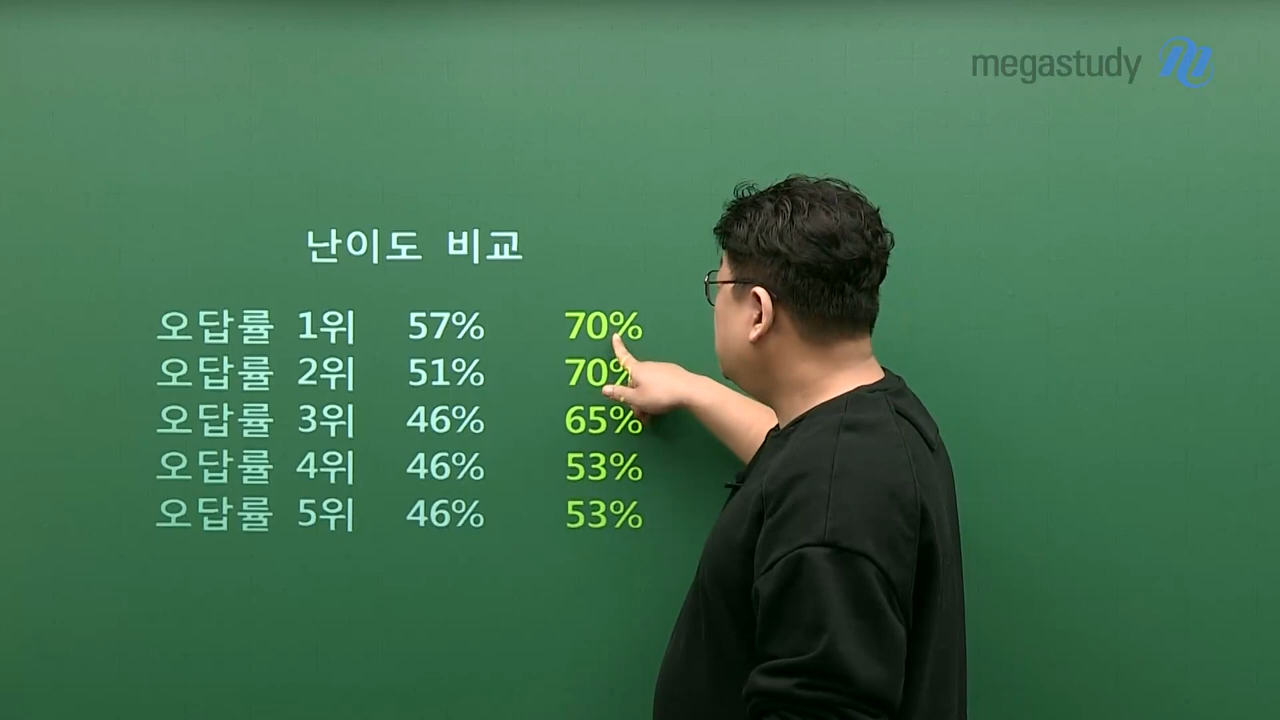 megastudy
난이도 비교
오답률 1위 57% 70%
오답률 2위 51% 70%
오답률 3위 46% 65%
오답률 4위 46% 53%
오답률 5위 46% 53%